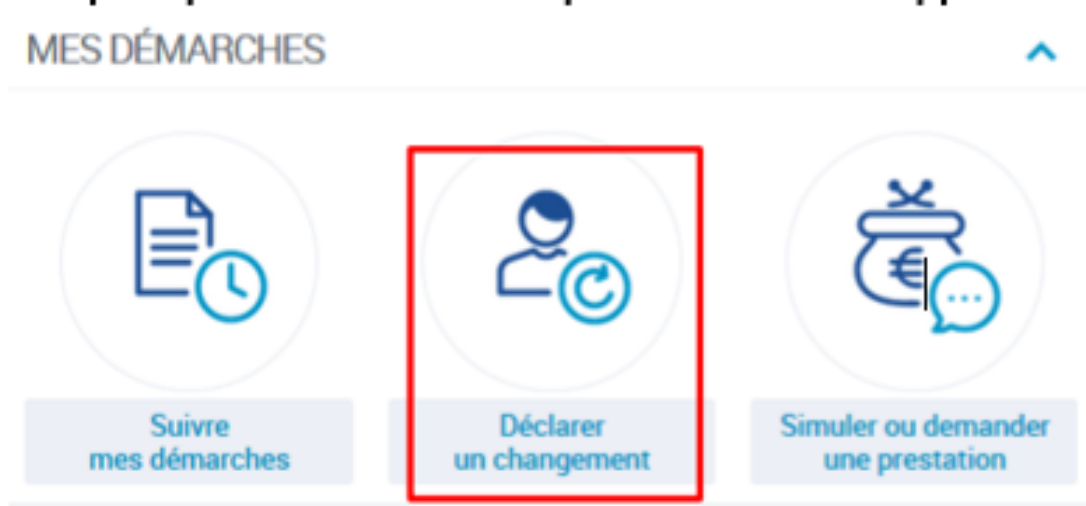 MES DÉMARCHES
Suivre
mes démarches
Déclarer
un changement
Simuler ou demander
une prestation